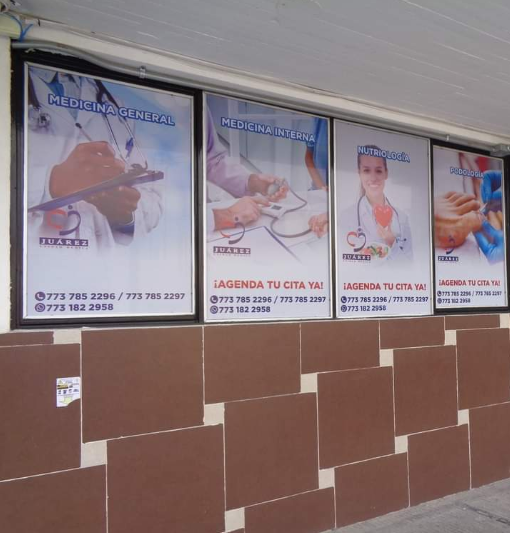 MEDICINA GENERAL
JUÁREZ
773 785 2296 / 773 785 2297
773 182 2958
MEDICINA INTERNA
JUÁREZ
¡AGENDA TU CITA YA!
773 785 2296 / 773 785 2297
773 182 2958
NUTRIOLOGÍA
JUÁREZ
¡AGENDA TU CITA YA!
773 785 2296 / 773 785 2297
773 182 2958
PODOLOGÍA
JUÁREZ
¡AGENDA TU CITA YA!
773 785 2296 / 773 785 2297
773 182 2958